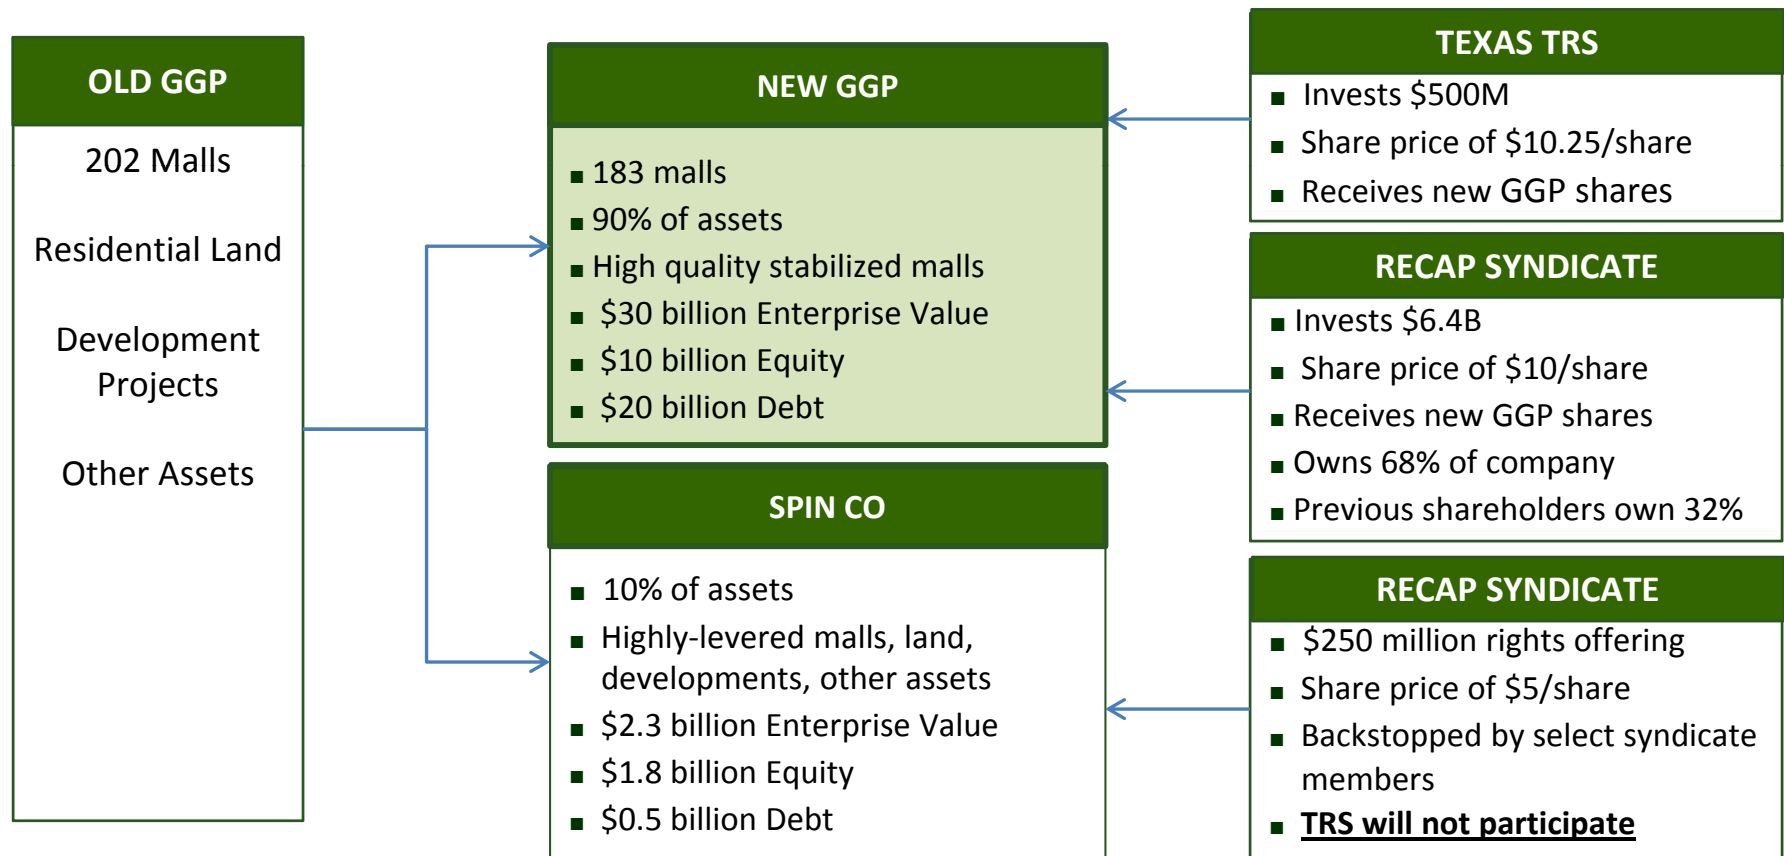 OLD GGP
202 Malls
Residential Land
Development
Projects
Other Assets
NEW GGP
■ 183 malls
■ 90% of assets
■ High quality stabilized malls
■ $30 billion Enterprise Value
■ $10 billion Equity
■ $20 billion Debt
SPIN CO
■ 10% of assets
■ Highly-levered malls, land,
developments, other assets
■ $2.3 billion Enterprise Value
■ $1.8 billion Equity
■ $0.5 billion Debt
TEXAS TRS
■ Invests $500M
■ Share price of $10.25/share
■ Receives new GGP shares
RECAP SYNDICATE
■ Invests $6.4B
■ Share price of $10/share
■ Receives new GGP shares
■ Owns 68% of company
■ Previous shareholders own 32%
RECAP SYNDICATE
■ $250 million rights offering
■ Share price of $5/share
■ Backstopped by select syndicate
members
■ TRS will not participate